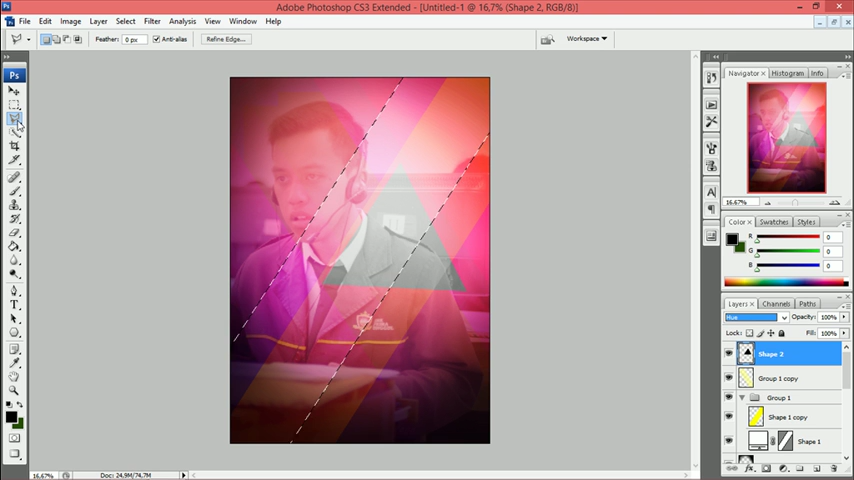 Adobe Photoshop CS3 Extended - [Untitled-1 @ 16,7% (Shape 2, RGB/8)]
File Edit Image Layer Select Filter Analysis View Window Help
Feather: 0 px Anti-alias Refine Edge... Workspace
Ps
Navigator Histogram Info
16.67%
Color Swatches Styles
R 0
G 0
B 0
Layers Channels Paths
Hue Opacity: 100%
Lock: Fill: 100%
Shape 2
Group 1 copy
Group 1
Shape 1 copy
Shape 1
16,67% Doc: 24,9M/74,7M